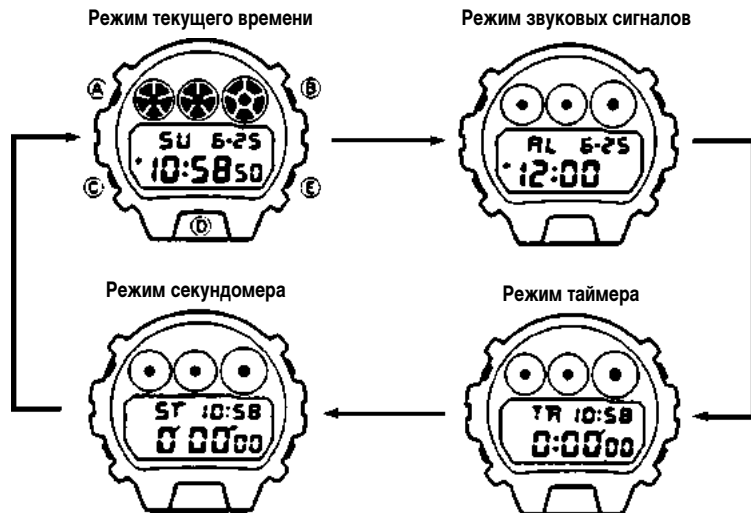 Режим текущего времени
Режим звуковых сигналов
A
B
SU 6-25
10:58 50
C
E
D
AL 6-25
12:00
Режим секундомера
Режим таймера
ST 10:58
0'00"00
TR 10:58
0:00'00